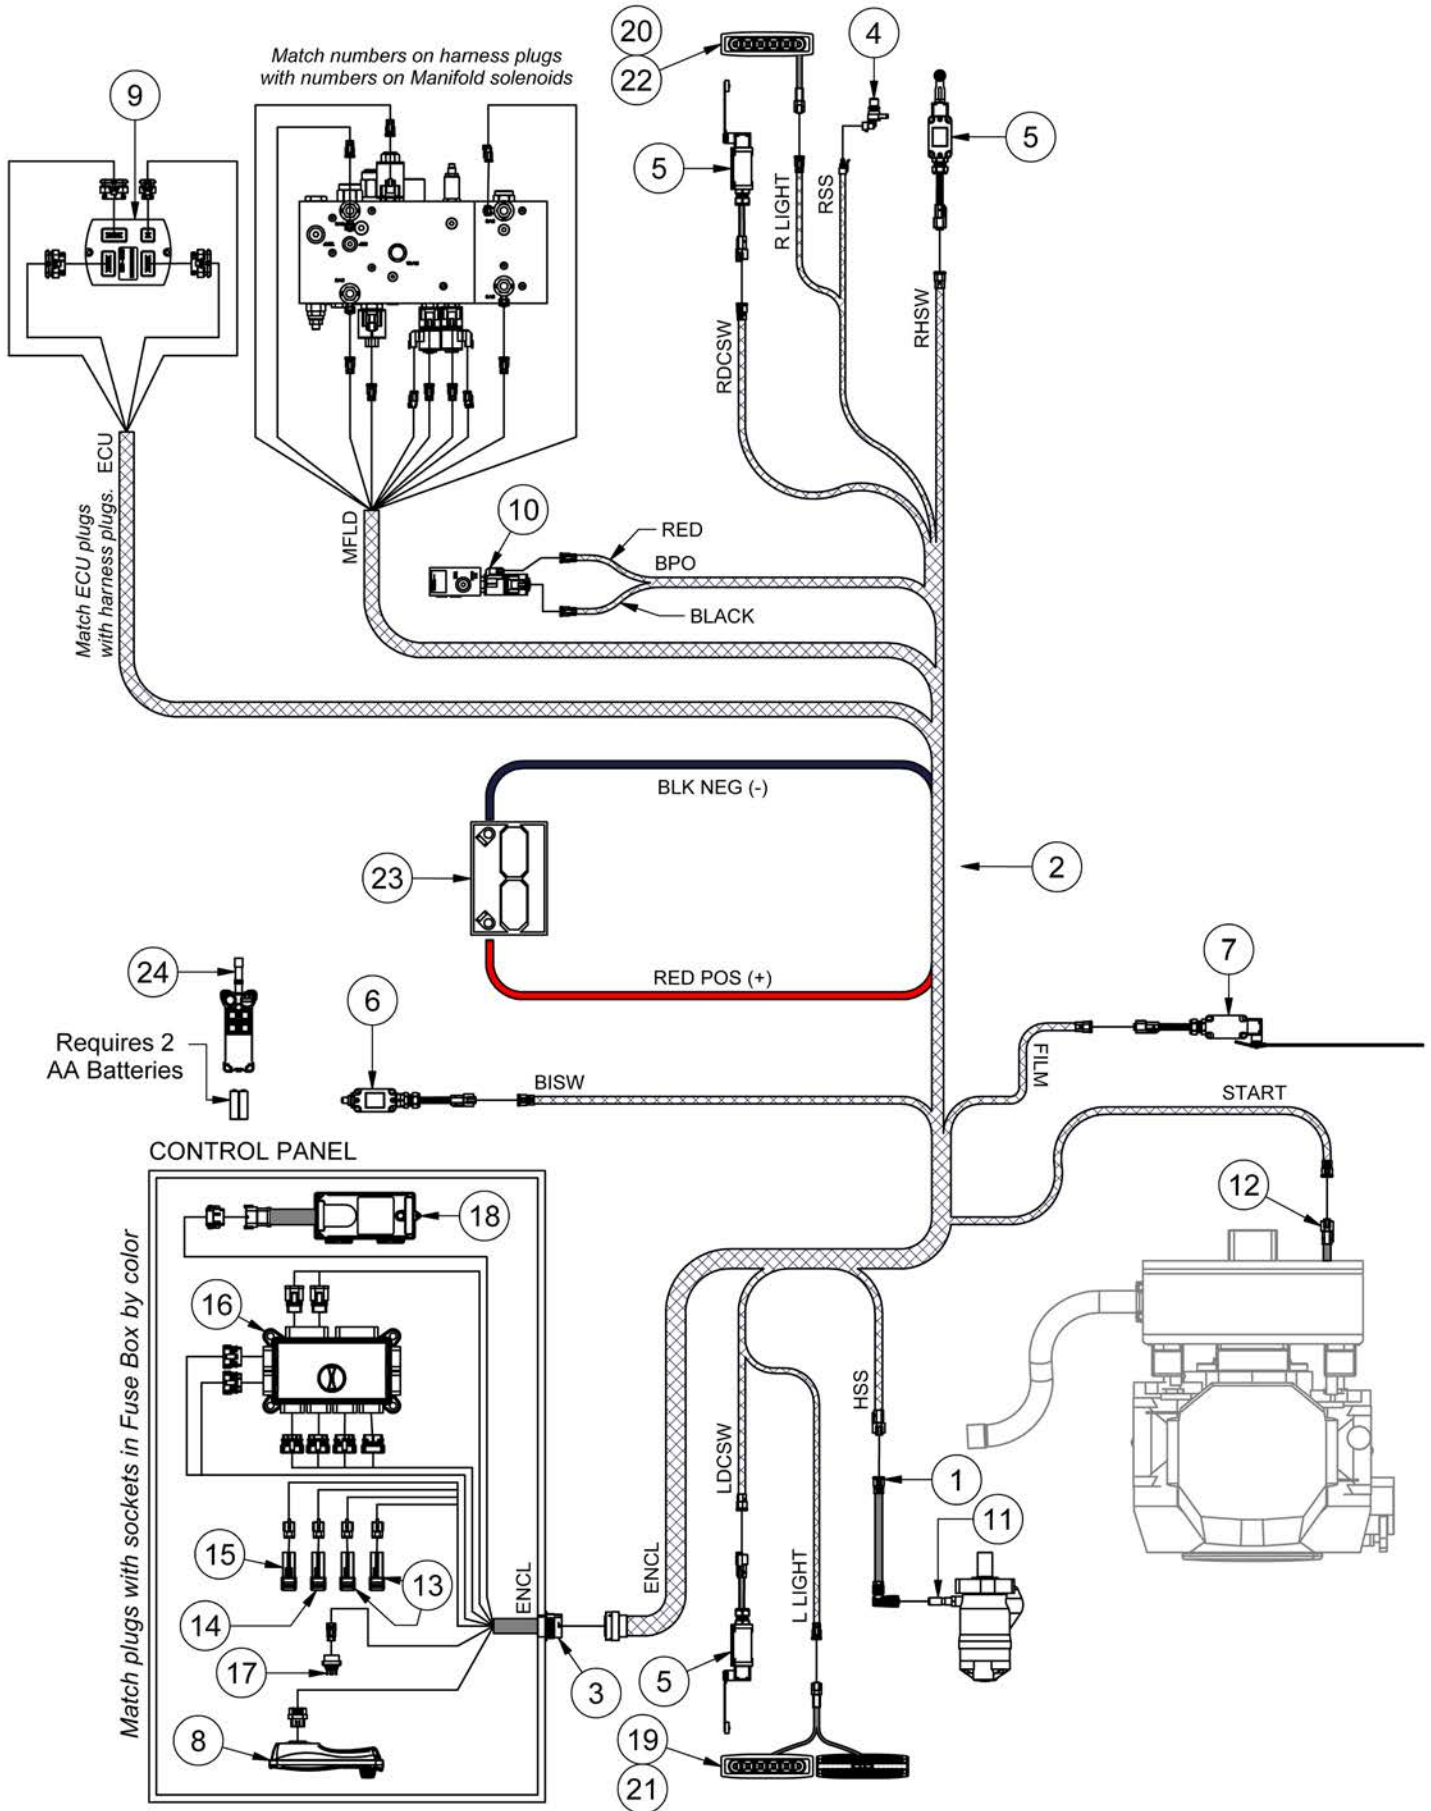 20
22
4
Match numbers on harness plugs
with numbers on Manifold solenoids
9
5
5
R LIGHT
RSS
RHSW
RDCSW
ECU
Match ECU plugs
with harness plugs.
MFLD
10
RED
BPO
BLACK
BLK NEG (-)
23
2
RED POS (+)
24
6
7
Requires 2
AA Batteries
BISW
FILM
START
CONTROL PANEL
12
18
16
Match plugs with sockets in Fuse Box by color
HSS
LDCSW
1
11
15
13
14
ENCL
ENCL
L LIGHT
17
3
5
8
19
21